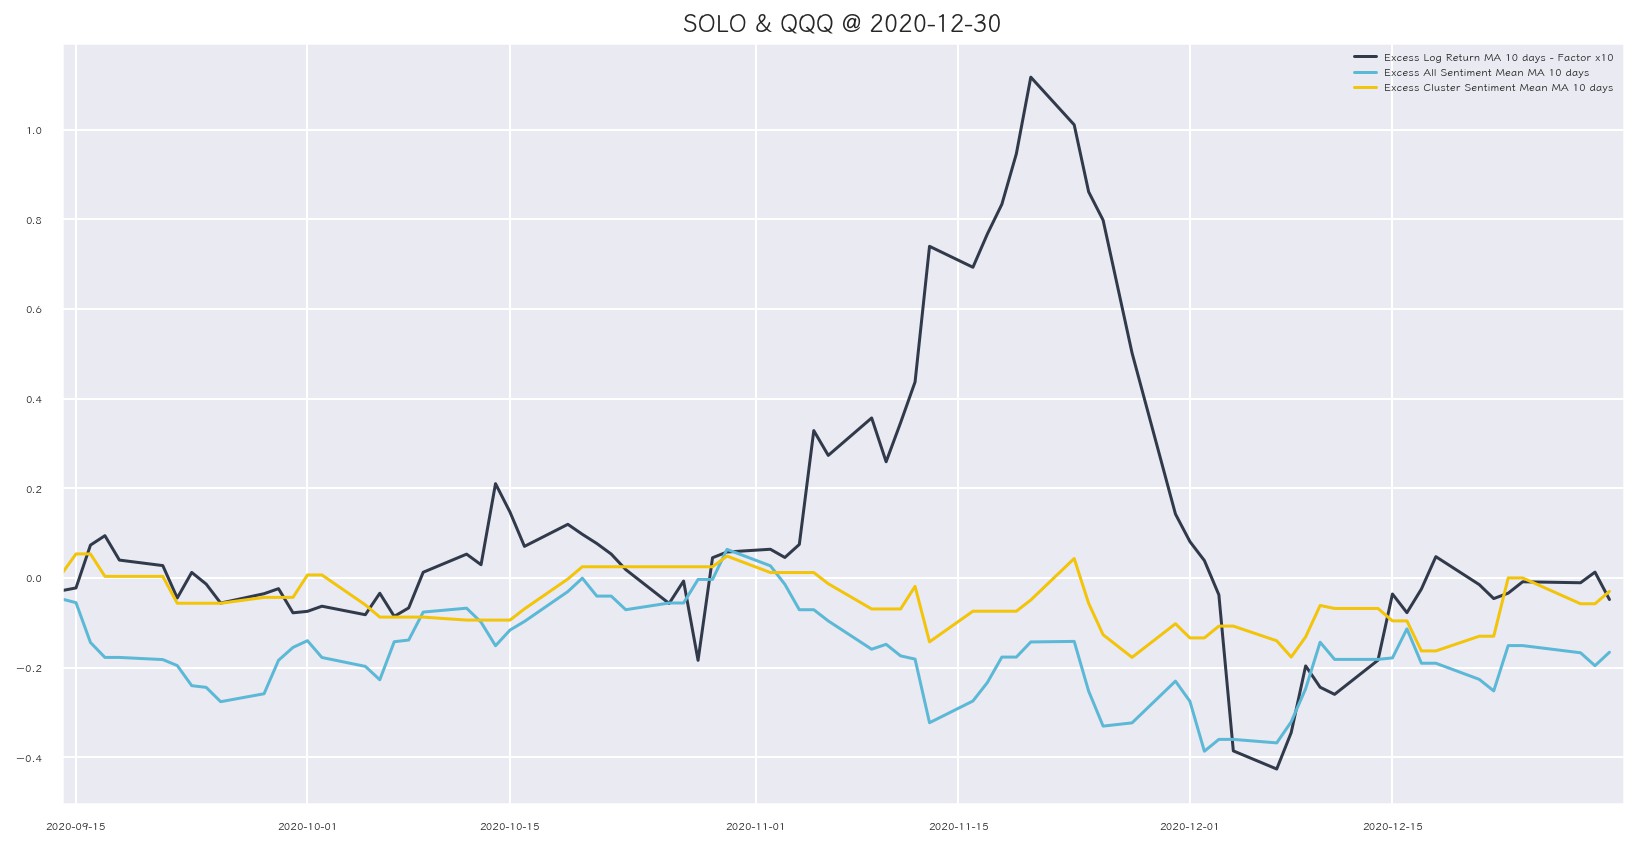 SOLO & QQQ @ 2020-12-30
Excess Log Return MA 10 days - Factor x10
Excess All Sentiment Mean MA 10 days
Excess Cluster Sentiment Mean MA 10 days
1.0
0.8
0.6
0.4
0.2
0.0
−0.2
−0.4
2020-09-15 2020-10-01 2020-10-15 2020-11-01 2020-11-15 2020-12-01 2020-12-15